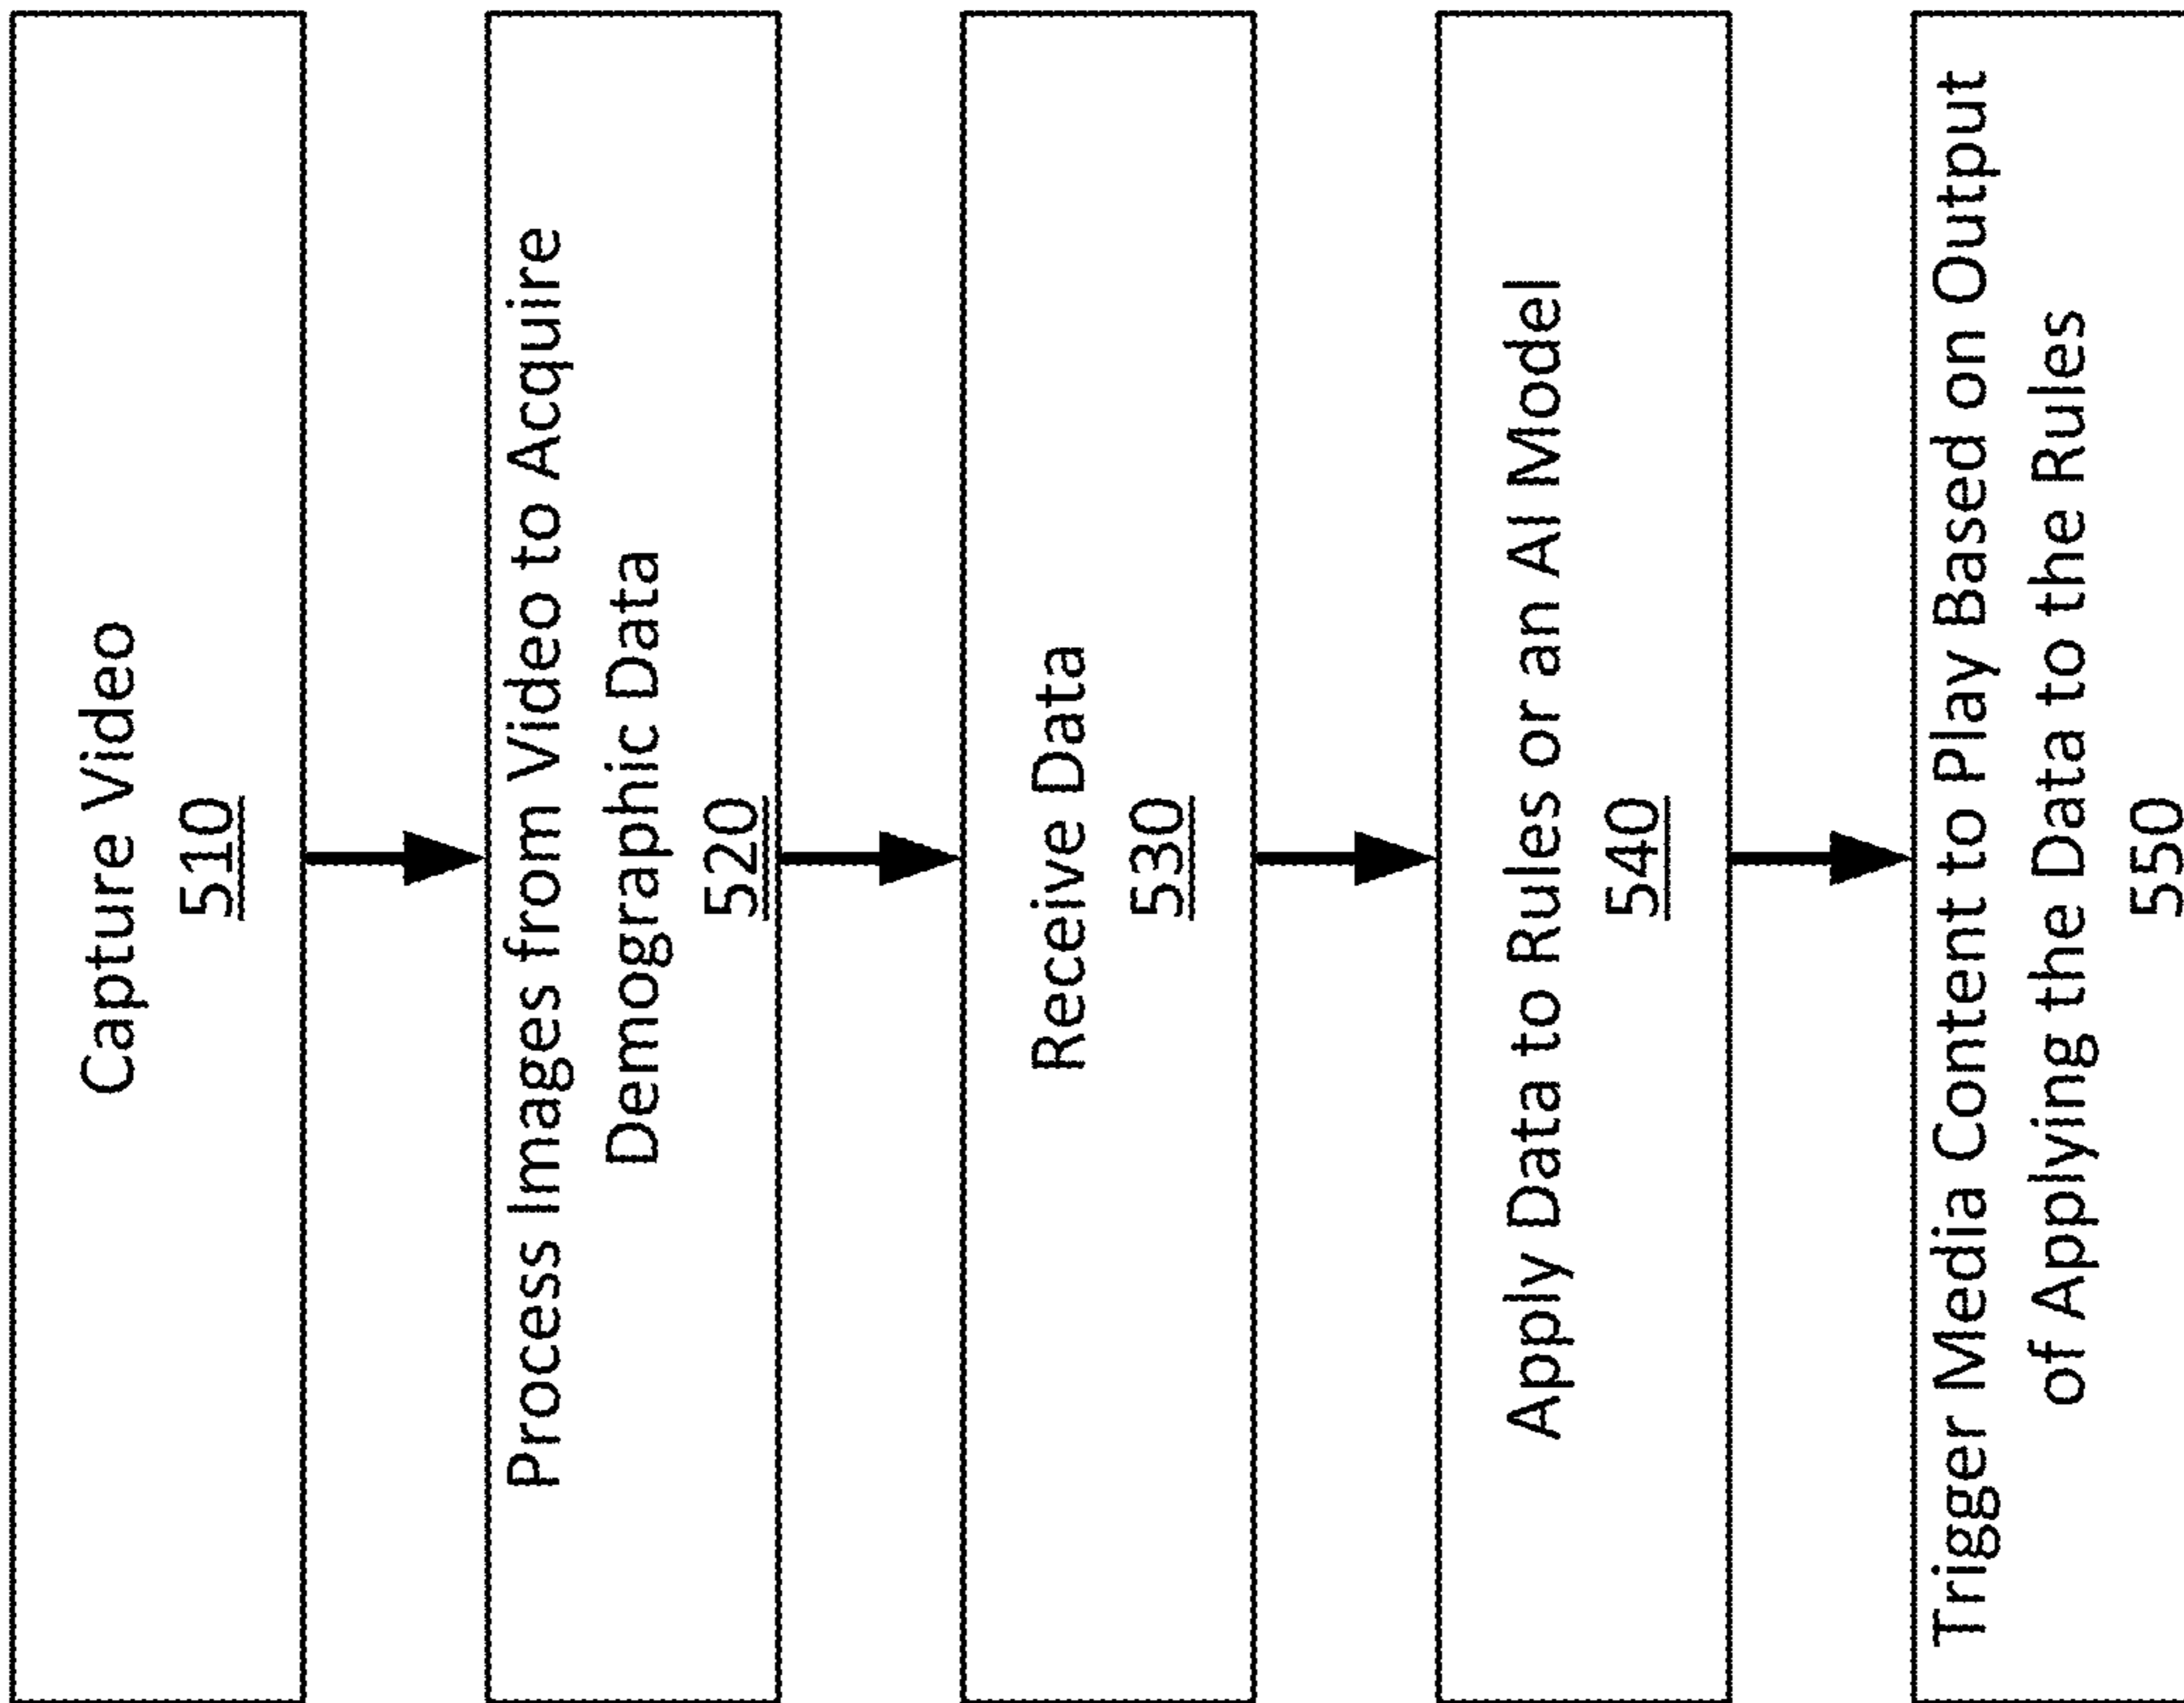 Capture Video
510
Process Images from Video to Acquire
Demographic Data
520
Receive Data
530
Apply Data to Rules or an AI Model
540
Trigger Media Content to Play Based on Output
of Applying the Data to the Rules
550